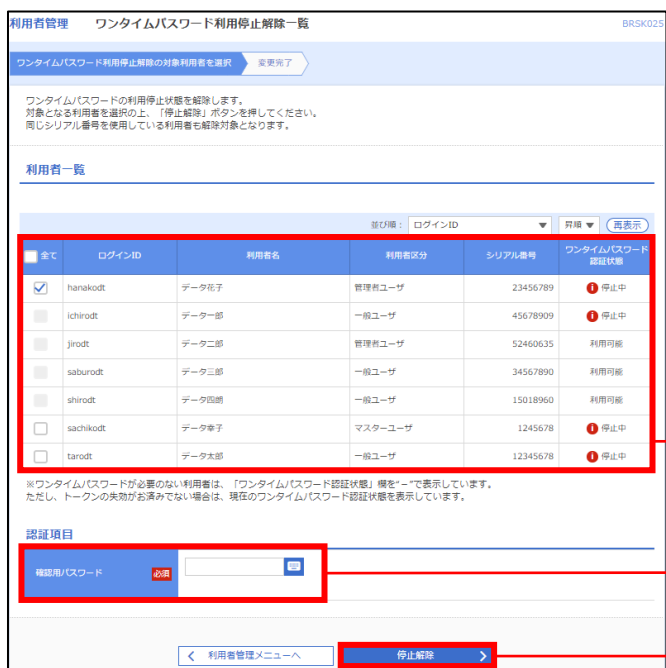 利用者管理 ワンタイムパスワード利用停止解除一覧 BRSK025
ワンタイムパスワード利用停止解除の対象利用者を選択 変更完了
ワンタイムパスワードの利用停止状態を解除します。
対象となる利用者を選択の上、「停止解除」ボタンを押してください。
同じシリアル番号を使用している利用者も解除対象となります。
利用者一覧
並び順： ログインID ▼ 昇順 ▼ 再表示
全て ログインID 利用者名 利用者区分 シリアル番号 ワンタイムパスワード
認証状態
hanakodt データ花子 管理者ユーザ 23456789 停止中
ichirodt データ一郎 一般ユーザ 45678909 停止中
jirodt データ二郎 管理者ユーザ 52460635 利用可能
saburodt データ三郎 一般ユーザ 34567890 利用可能
shirodt データ四朗 一般ユーザ 15018960 利用可能
sachikodt データ幸子 マスターユーザ 1245678 停止中
tarodt データ太郎 一般ユーザ 12345678 停止中
※ワンタイムパスワードが必要のない利用者は、「ワンタイムパスワード認証状態」欄を"－"で表示しています。
ただし、トークンの失効がお済みでない場合は、現在のワンタイムパスワード認証状態を表示しています。
認証項目
確認用パスワード 必須
利用者管理メニューへ 停止解除